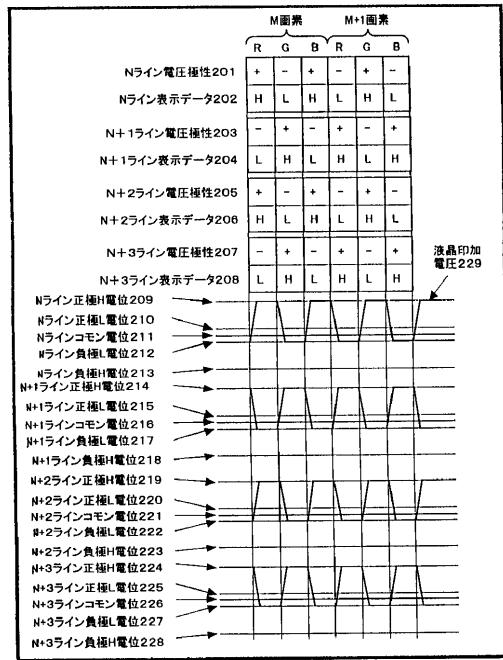 M画素 M+1画素
R G B R G B
Nライン電圧極性201 + - + - + -
Nライン表示データ202 H L H L H L
N+1ライン電圧極性203 - + - + - +
N+1ライン表示データ204 L H L H L H
N+2ライン電圧極性205 + - + - + -
N+2ライン表示データ206 H L H L H L
N+3ライン電圧極性207 - + - + - +
N+3ライン表示データ208 L H L H L H
液晶印加
電圧229
Nライン正極H電位209
Nライン正極L電位210
Nラインコモン電位211
Nライン負極L電位212
Nライン負極H電位213
N+1ライン正極H電位214
N+1ライン正極L電位215
N+1ラインコモン電位216
N+1ライン負極L電位217
N+1ライン負極H電位218
N+2ライン正極H電位219
N+2ライン正極L電位220
N+2ラインコモン電位221
N+2ライン負極L電位222
N+2ライン負極H電位223
N+3ライン正極H電位224
N+3ライン正極L電位225
N+3ラインコモン電位226
N+3ライン負極L電位227
N+3ライン負極H電位228